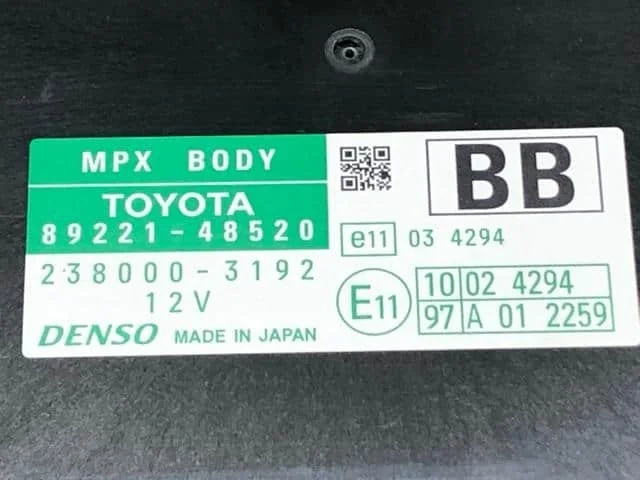 MPX BODY
TOYOTA
89221-48520
238000-3192
12V
DENSO MADE IN JAPAN
BB
e11 03 4294
E11
10 02 4294
97 A 01 2259